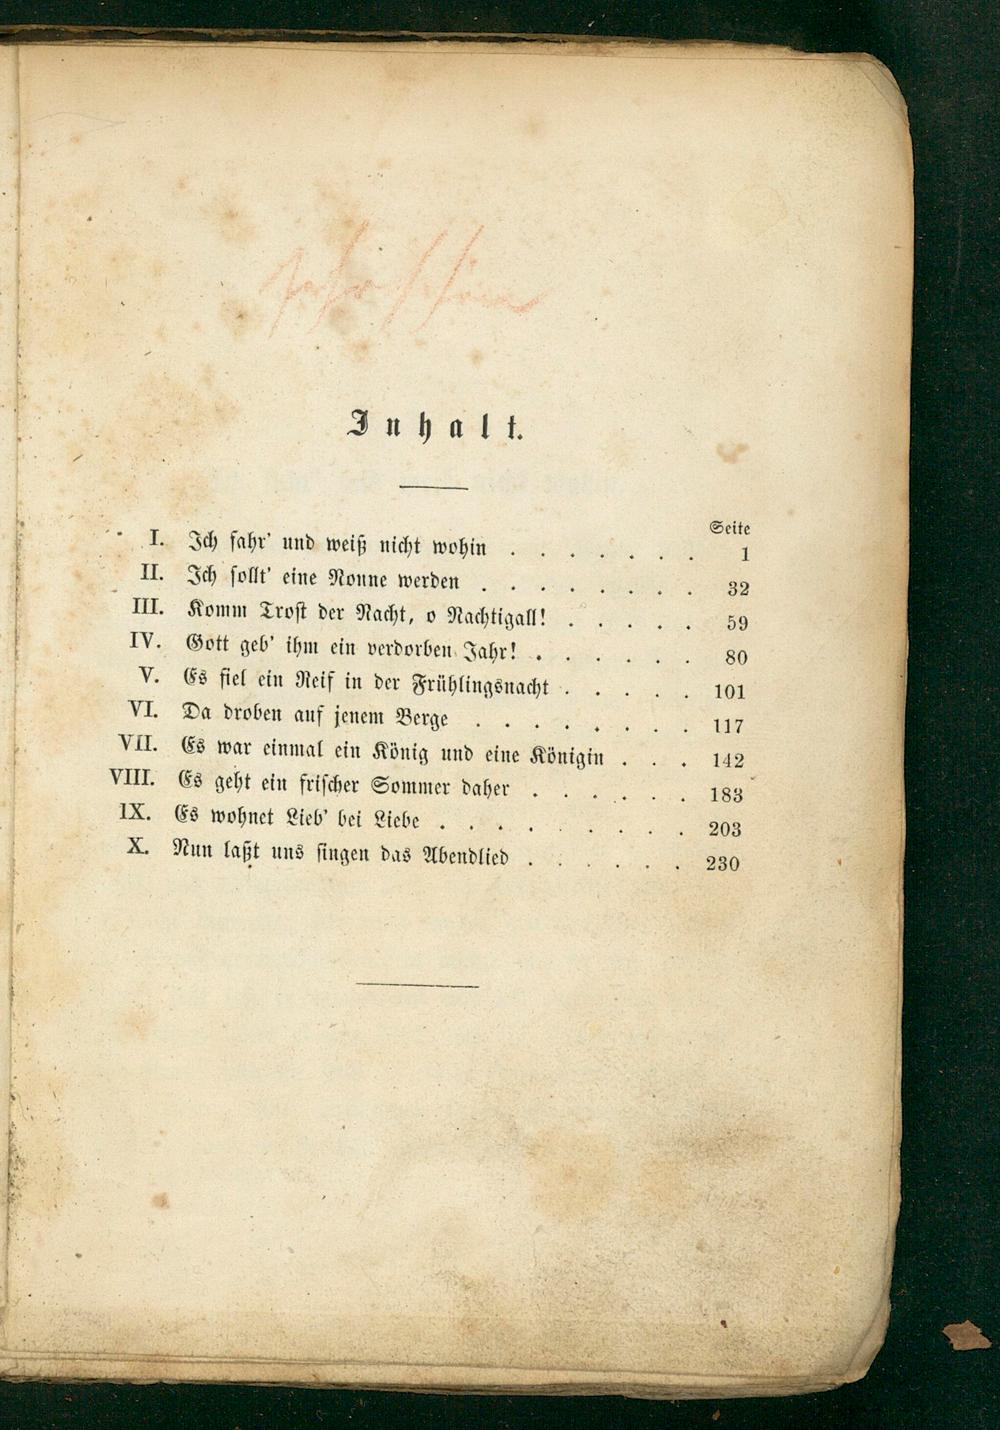 sehr schön
Inhalt.
Seite
I. Ich fahr' und weiß nicht wohin . . . . . . . 1
II. Ich sollt' eine Nonne werden . . . . . . . . 32
III. Komm Trost der Nacht, o Nachtigall! . . . . . 59
IV. Gott geb' ihm ein verdorben Jahr! . . . . . . 80
V. Es fiel ein Reif in der Frühlingsnacht . . . . . 101
VI. Da droben auf jenem Berge . . . . . . . . 117
VII. Es war einmal ein König und eine Königin . . . 142
VIII. Es geht ein frischer Sommer daher . . . . . . 183
IX. Es wohnet Lieb' bei Liebe . . . . . . . . . 203
X. Nun laßt uns singen das Abendlied . . . . . . 230